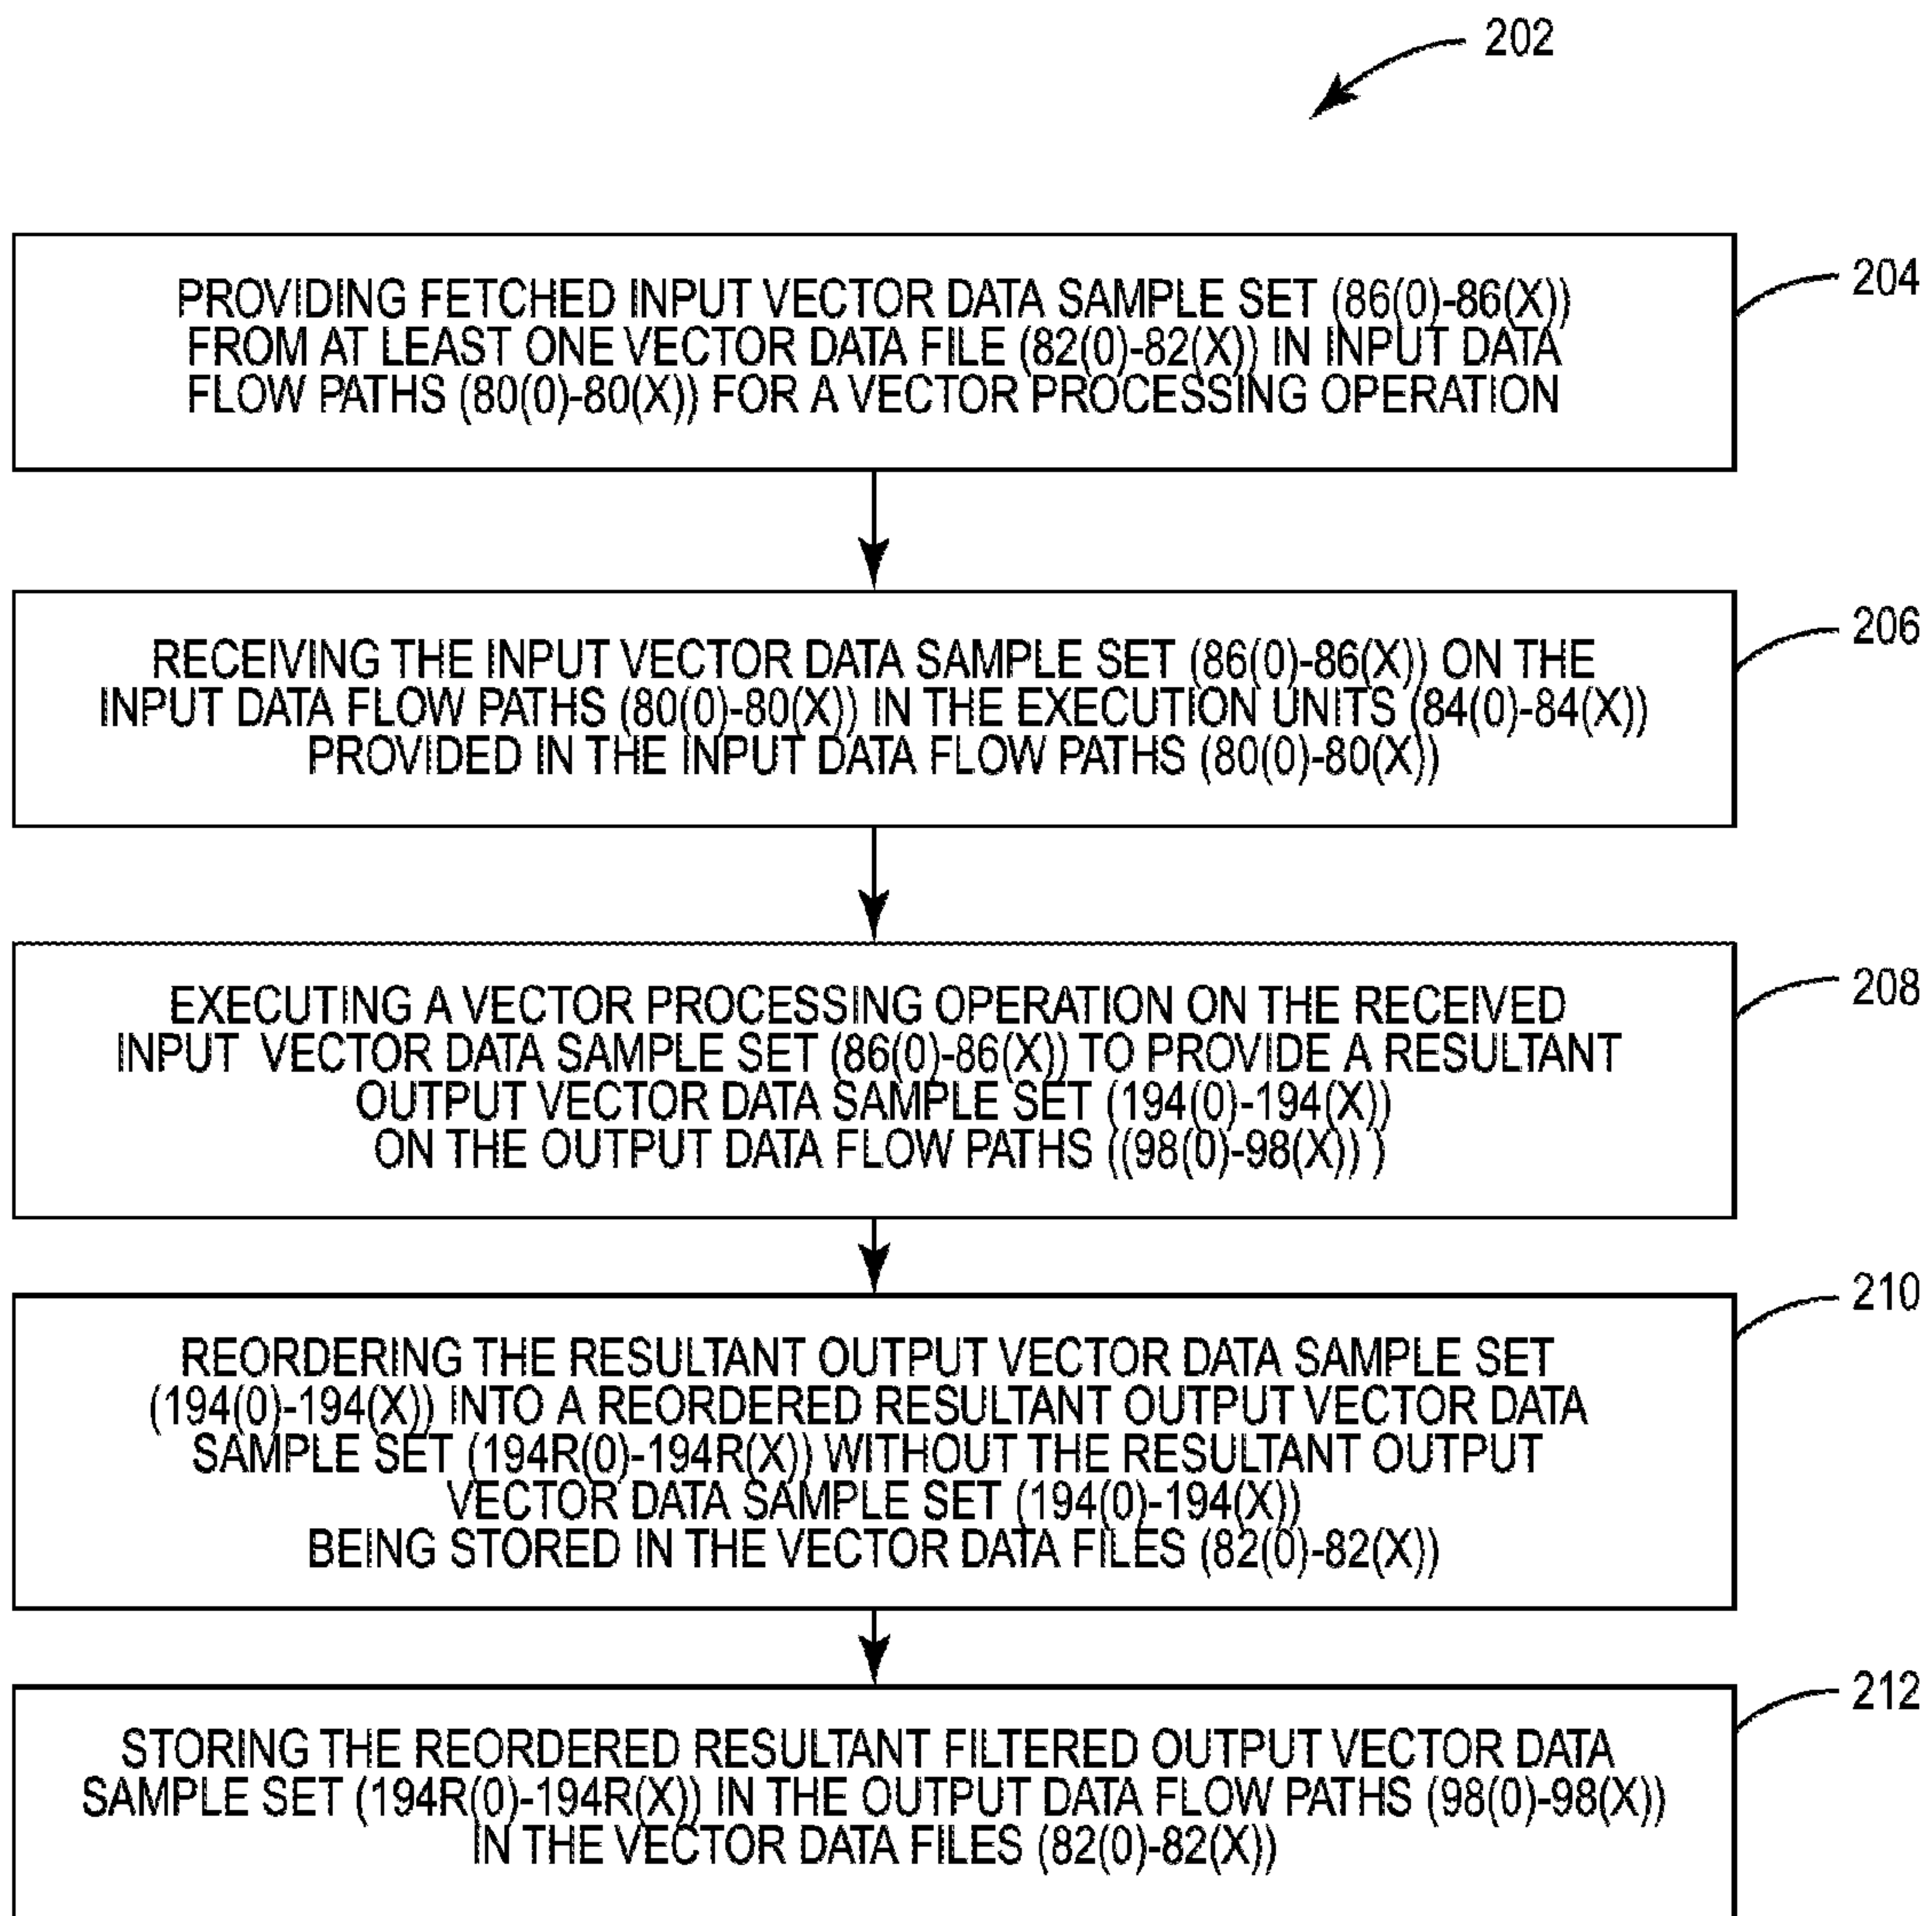 202
PROVIDING FETCHED INPUT VECTOR DATA SAMPLE SET (86(0)-86(X))
FROM AT LEAST ONE VECTOR DATA FILE (82(0)-82(X)) IN INPUT DATA
FLOW PATHS (80(0)-80(X)) FOR A VECTOR PROCESSING OPERATION
204
RECEIVING THE INPUT VECTOR DATA SAMPLE SET (86(0)-86(X)) ON THE
INPUT DATA FLOW PATHS (80(0)-80(X)) IN THE EXECUTION UNITS (84(0)-84(X))
PROVIDED IN THE INPUT DATA FLOW PATHS (80(0)-80(X))
206
EXECUTING A VECTOR PROCESSING OPERATION ON THE RECEIVED
INPUT VECTOR DATA SAMPLE SET (86(0)-86(X)) TO PROVIDE A RESULTANT
OUTPUT VECTOR DATA SAMPLE SET (194(0)-194(X))
ON THE OUTPUT DATA FLOW PATHS ((98(0)-98(X)) )
208
REORDERING THE RESULTANT OUTPUT VECTOR DATA SAMPLE SET
(194(0)-194(X)) INTO A REORDERED RESULTANT OUTPUT VECTOR DATA
SAMPLE SET (194R(0)-194R(X)) WITHOUT THE RESULTANT OUTPUT
VECTOR DATA SAMPLE SET (194(0)-194(X))
BEING STORED IN THE VECTOR DATA FILES (82(0)-82(X))
210
STORING THE REORDERED RESULTANT FILTERED OUTPUT VECTOR DATA
SAMPLE SET (194R(0)-194R(X)) IN THE OUTPUT DATA FLOW PATHS (98(0)-98(X))
IN THE VECTOR DATA FILES (82(0)-82(X))
212